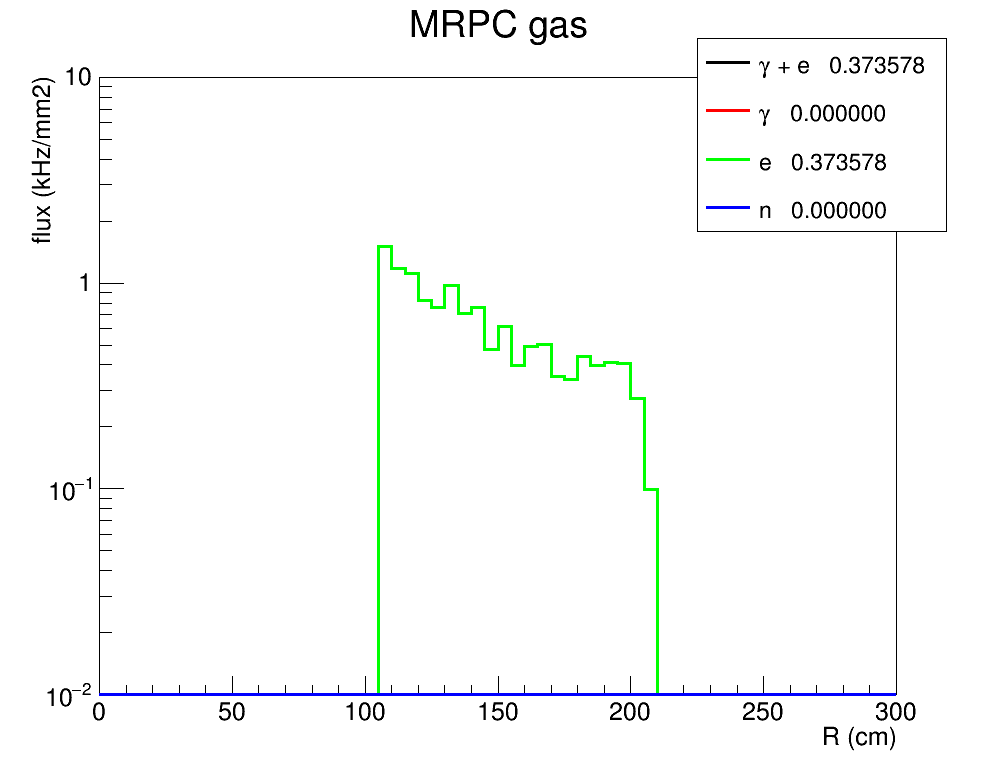 MRPC gas
γ + e 0.373578
γ 0.000000
e 0.373578
n 0.000000
flux (kHz/mm2)
10
1
10⁻¹
10⁻²
0 50 100 150 200 250 300
R (cm)